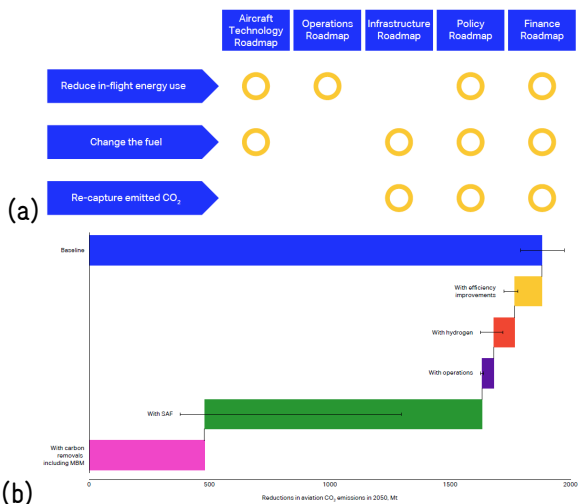 Aircraft
Technology
Roadmap
Operations
Roadmap
Infrastructure
Roadmap
Policy
Roadmap
Finance
Roadmap
Reduce in-flight energy use
Change the fuel
Re-capture emitted CO₂
(a)
Baseline
With efficiency
improvements
With hydrogen
With operations
With SAF
With carbon
removals
including MBM
0
500
1000
1500
2000
Reductions in aviation CO₂ emissions in 2050, Mt.
(b)